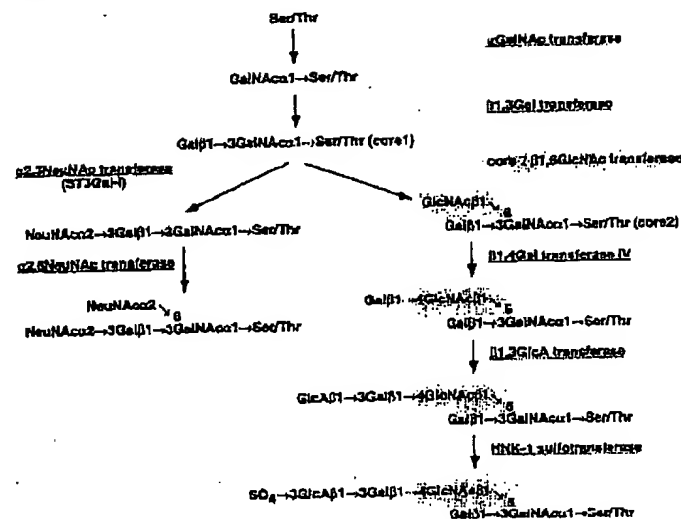 Ser/Thr
αGalNAc transferase
GalNAcα1→Ser/Thr
β1,3Gal transferase
Galβ1→3GalNAcα1→Ser/Thr (core1)
core 2 β1,6GlcNAc transferase
α2,3NeuNAc transferase
(ST3Gal-I)
GlcNAcβ1↘6
NeuNAcα2→3Galβ1→3GalNAcα1→Ser/Thr
Galβ1→3GalNAcα1→Ser/Thr (core2)
α2,6NeuNAc transferase
β1,4Gal transferase IV
NeuNAcα2↘6
Galβ1→4GlcNAcβ1↘6
NeuNAcα2→3Galβ1→3GalNAcα1→Ser/Thr
Galβ1→3GalNAcα1→Ser/Thr
β1,3GlcA transferase
GlcAβ1→3Galβ1→4GlcNAcβ1↘6
Galβ1→3GalNAcα1→Ser/Thr
HNK-1 sulfotransferase
SO₄→3GlcAβ1→3Galβ1→4GlcNAcβ1↘6
Galβ1→3GalNAcα1→Ser/Thr